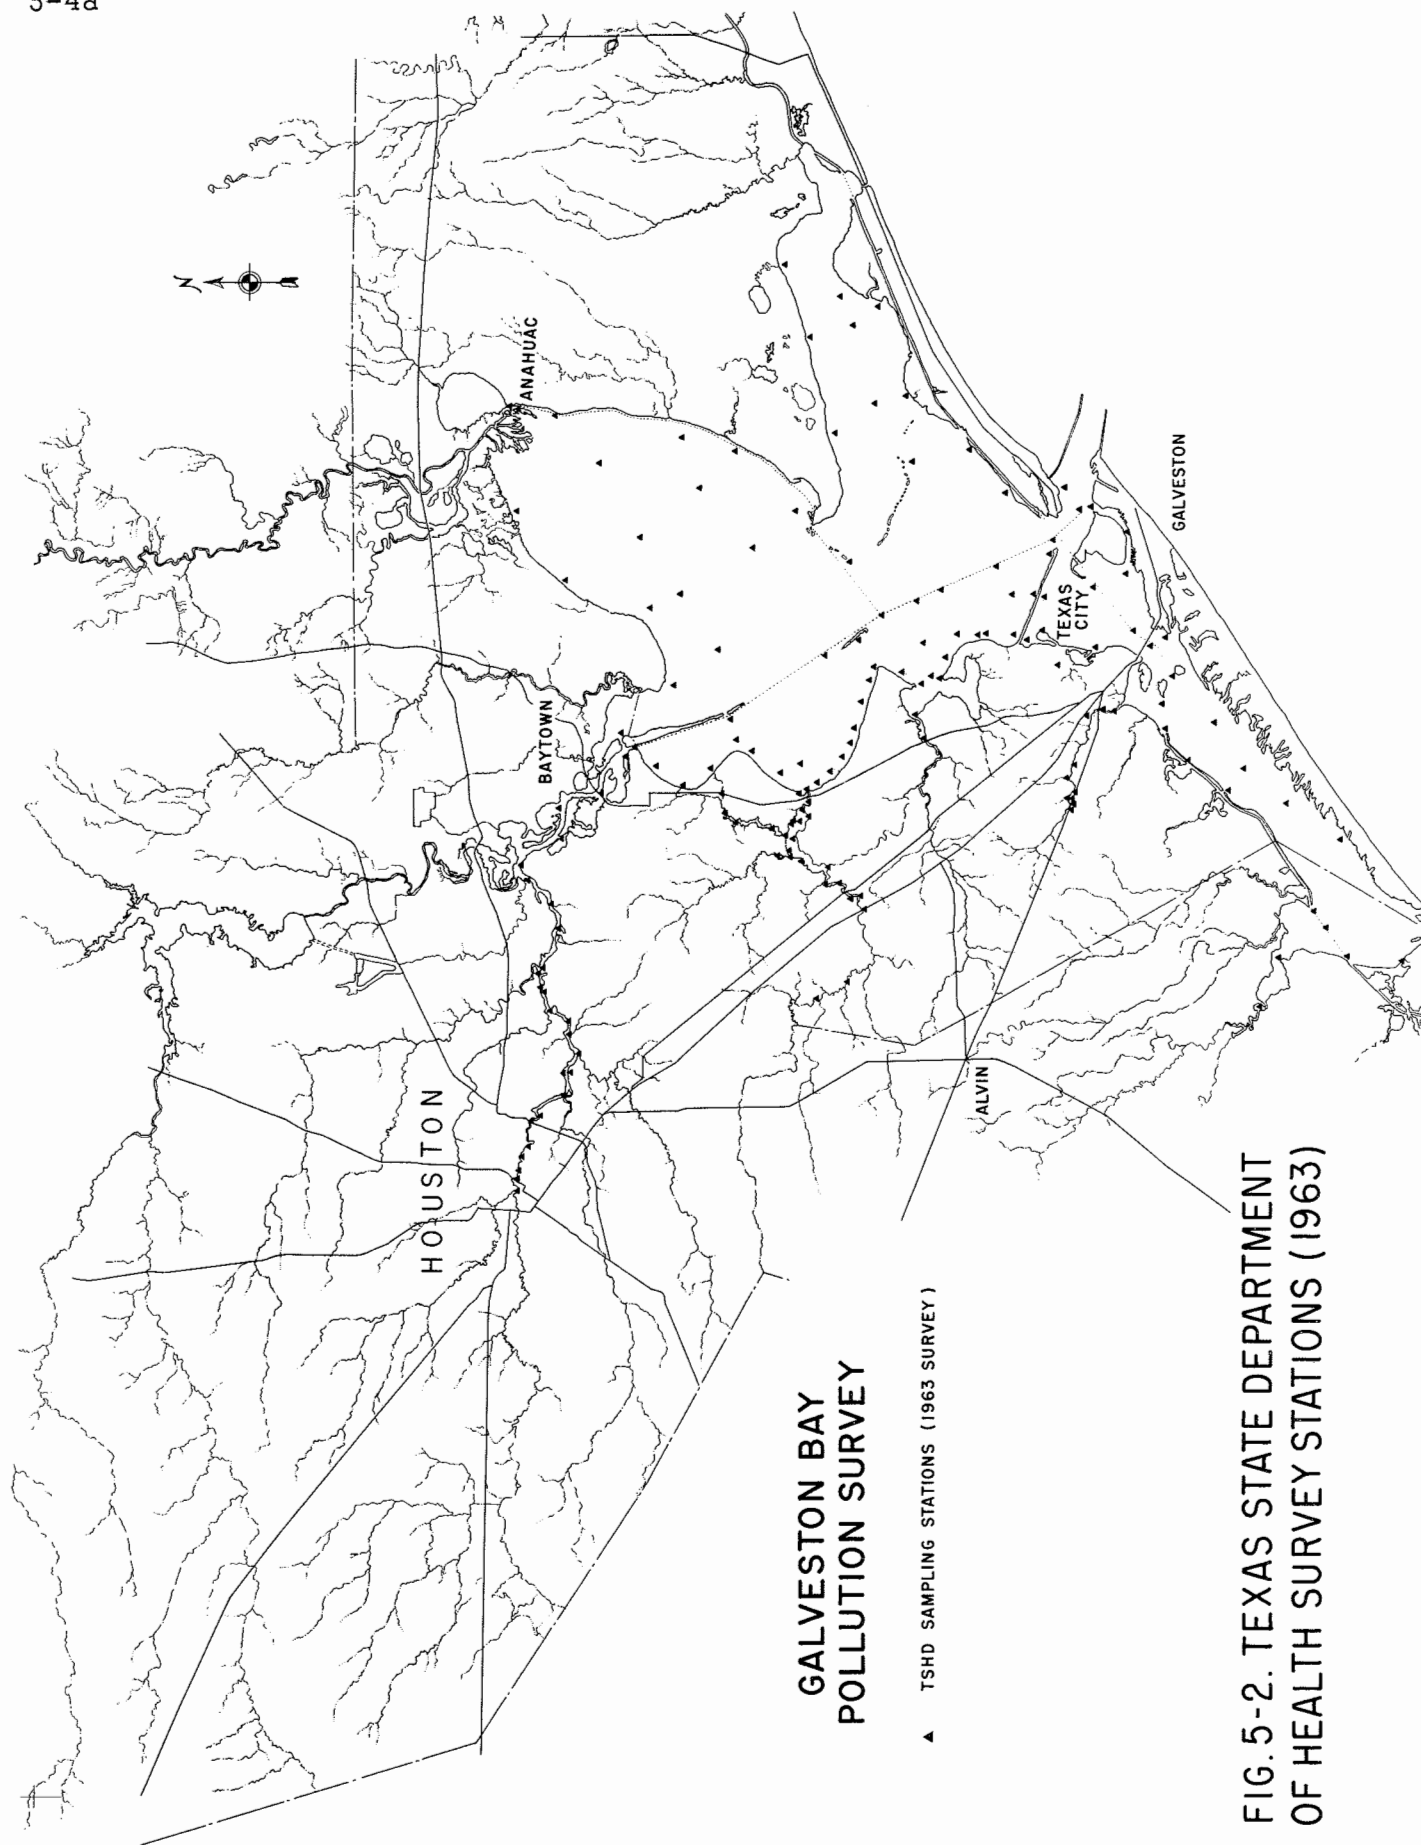 5-4a
N
ANAHUAC
BAYTOWN
HOUSTON
TEXAS
CITY
GALVESTON
ALVIN
GALVESTON BAY
POLLUTION SURVEY
▲ TSHD SAMPLING STATIONS (1963 SURVEY)
FIG. 5-2. TEXAS STATE DEPARTMENT
OF HEALTH SURVEY STATIONS (1963)